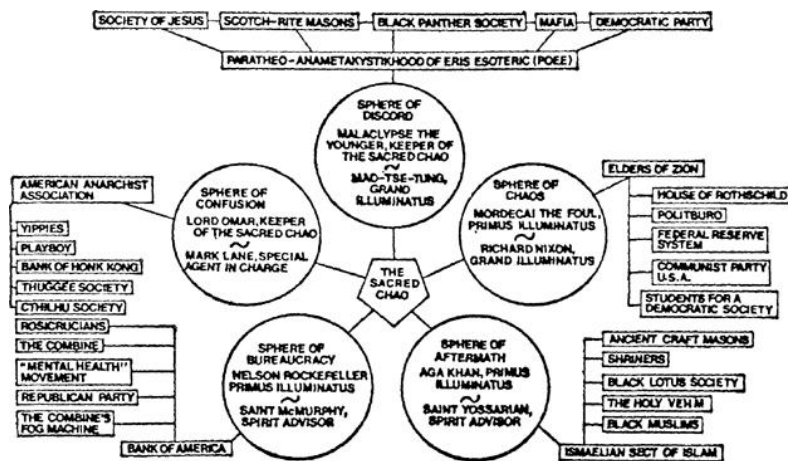 SOCIETY OF JESUS
SCOTCH-RITE MASONS
BLACK PANTHER SOCIETY
MAFIA
DEMOCRATIC PARTY
PARATHEO-ANAMETAKYSTIKHOOD OF ERIS ESOTERIC (POEE)
SPHERE OF
DISCORD
MALACLYPSE THE
YOUNGER, KEEPER
OF THE SACRED CHAO
~
MAO-TSE-TUNG,
GRAND
ILLUMINATUS
AMERICAN ANARCHIST
ASSOCIATION
YIPPIES
PLAYBOY
BANK OF HONK KONG
THUGGEE SOCIETY
CTHLHU SOCIETY
SPHERE OF
CONFUSION
LORD OMAR, KEEPER
OF THE SACRED CHAO
~
MARK LANE, SPECIAL
AGENT IN CHARGE
SPHERE OF
CHAOS
MORDECAI THE FOUL,
PRIMUS ILLUMINATUS
~
RICHARD NIXON,
GRAND ILLUMINATUS
ELDERS OF ZION
HOUSE OF ROTHSCHILD
POLITBURO
FEDERAL RESERVE
SYSTEM
COMMUNIST PARTY
U.S.A.
STUDENTS FOR A
DEMOCRATIC SOCIETY
THE
SACRED
CHAO
ROSICRUCIANS
THE COMBINE
"MENTAL HEALTH"
MOVEMENT
REPUBLICAN PARTY
THE COMBINE'S
FOG MACHINE
BANK OF AMERICA
SPHERE OF
BUREAUCRACY
NELSON ROCKEFELLER
PRIMUS ILLUMINATUS
~
SAINT McMURPHY,
SPIRIT ADVISOR
SPHERE OF
AFTERMATH
AGA KHAN, PRIMUS
ILLUMINATUS
~
SAINT YOSSARIAN,
SPIRIT ADVISOR
ANCIENT CRAFT MASONS
SHRINERS
BLACK LOTUS SOCIETY
THE HOLY VEHM
BLACK MUSLIMS
ISMAELIAN SECT OF ISLAM